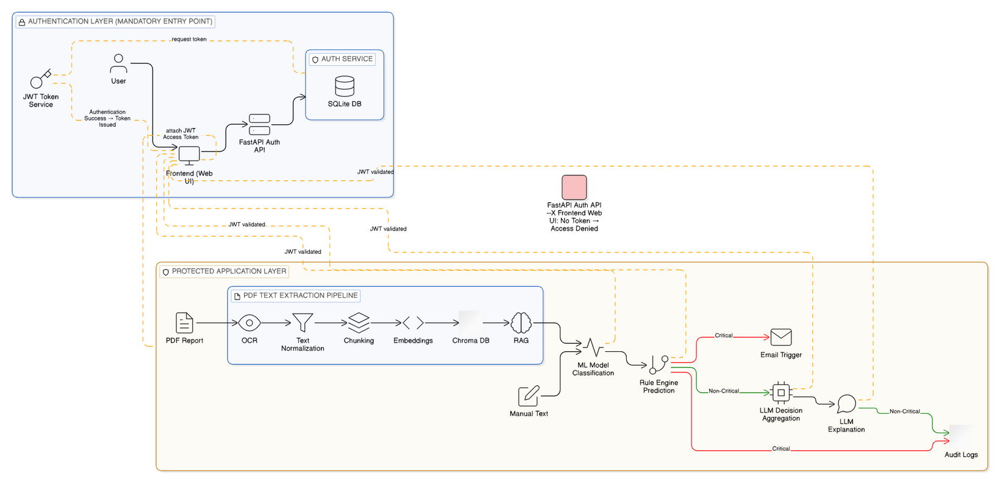 AUTHENTICATION LAYER (MANDATORY ENTRY POINT)
request token
AUTH SERVICE
User
JWT Token
Service
SQLite DB
Authentication
Success → Token
Issued
attach JWT
Access Token
FastAPI Auth
API
Frontend (Web
UI)
JWT validated
FastAPI Auth API
--X Frontend Web
UI: No Token →
Access Denied
JWT validated
JWT validated
JWT validated
PROTECTED APPLICATION LAYER
PDF TEXT EXTRACTION PIPELINE
PDF Report
OCR
Text
Normalization
Chunking
Embeddings
Chroma DB
RAG
Critical
Email Trigger
ML Model
Classification
Rule Engine
Prediction
Non-Critical
Manual Text
LLM Decision
Aggregation
LLM
Explanation
Non-Critical
Critical
Audit Logs